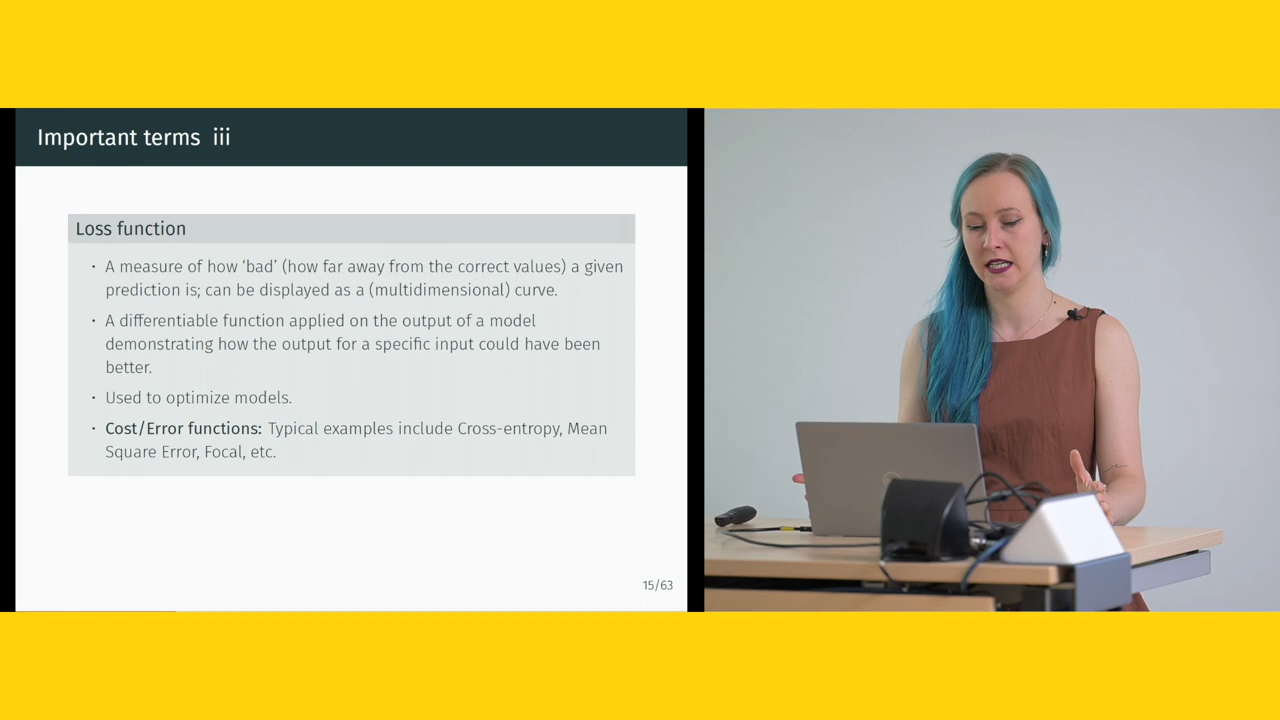 Important terms iii
Loss function
· A measure of how ‘bad’ (how far away from the correct values) a given
prediction is; can be displayed as a (multidimensional) curve.
· A differentiable function applied on the output of a model
demonstrating how the output for a specific input could have been
better.
· Used to optimize models.
· Cost/Error functions: Typical examples include Cross-entropy, Mean
Square Error, Focal, etc.
15/63